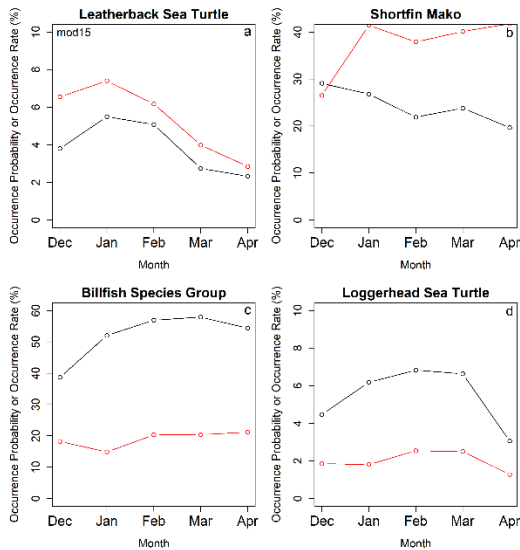 Leatherback Sea Turtle
mod15
a
Occurrence Probability or Occurrence Rate (%)
10
8
6
4
2
0
Dec Jan Feb Mar Apr
Month
Shortfin Mako
b
Occurrence Probability or Occurrence Rate (%)
40
30
20
10
0
Dec Jan Feb Mar Apr
Month
Billfish Species Group
c
Occurrence Probability or Occurrence Rate (%)
60
50
40
30
20
10
0
Dec Jan Feb Mar Apr
Month
Loggerhead Sea Turtle
d
Occurrence Probability or Occurrence Rate (%)
10
8
6
4
2
0
Dec Jan Feb Mar Apr
Month